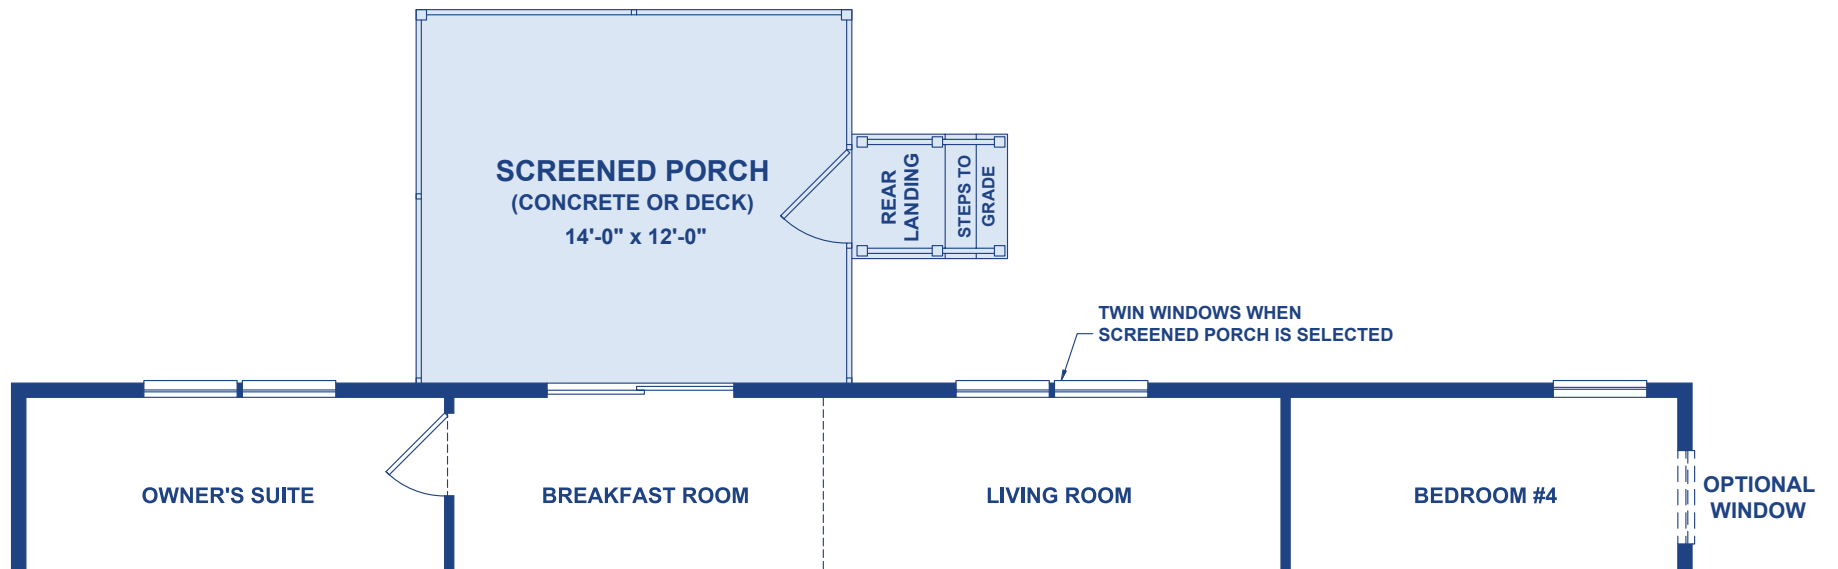 SCREENED PORCH
(CONCRETE OR DECK)
14'-0" x 12'-0"
REAR
LANDING
STEPS TO
GRADE
TWIN WINDOWS WHEN
SCREENED PORCH IS SELECTED
OWNER'S SUITE
BREAKFAST ROOM
LIVING ROOM
BEDROOM #4
OPTIONAL
WINDOW